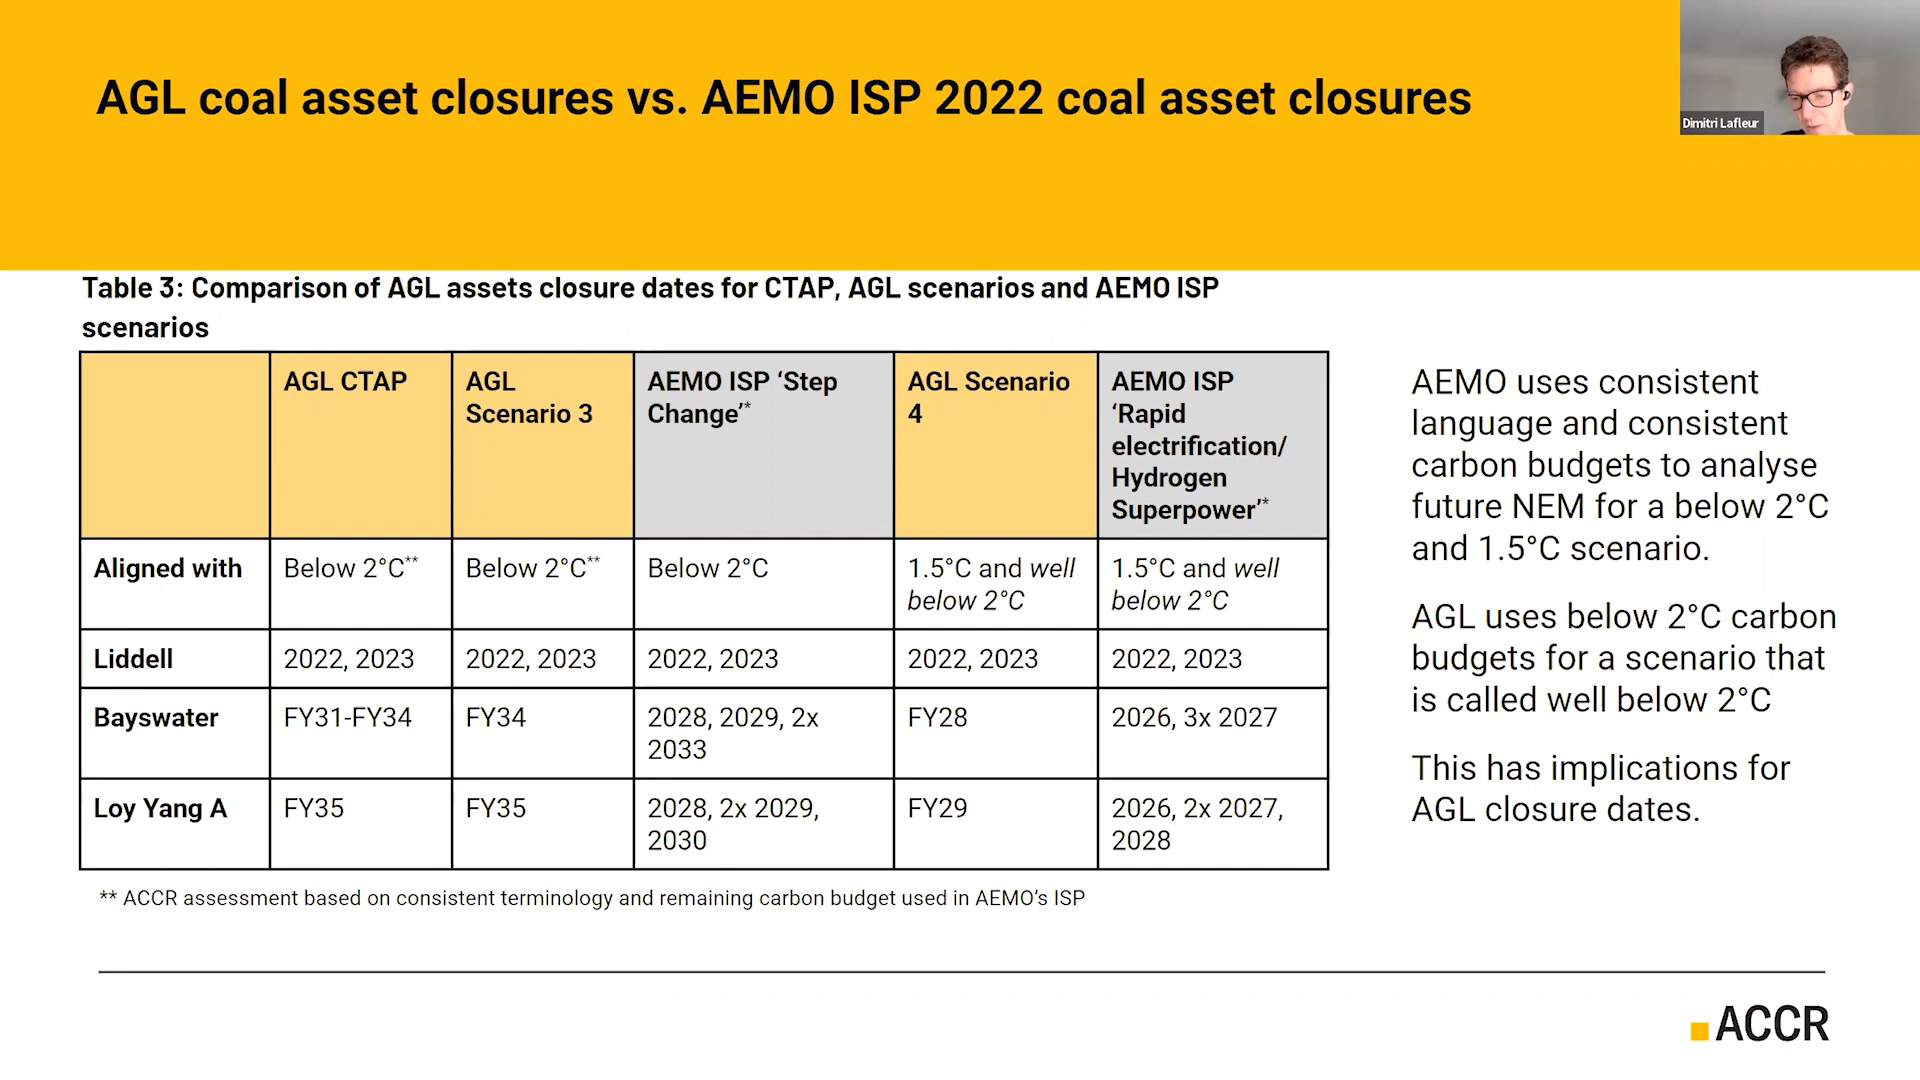 AGL coal asset closures vs. AEMO ISP 2022 coal asset closures
Dimitri Lafleur
Table 3: Comparison of AGL assets closure dates for CTAP, AGL scenarios and AEMO ISP
scenarios
AGL CTAP
AGL
Scenario 3
AEMO ISP ‘Step
Change’*
AGL Scenario
4
AEMO ISP
‘Rapid
electrification/
Hydrogen
Superpower’*
Aligned with
Below 2°C**
Below 2°C**
Below 2°C
1.5°C and well
below 2°C
1.5°C and well
below 2°C
Liddell
2022, 2023
2022, 2023
2022, 2023
2022, 2023
2022, 2023
Bayswater
FY31-FY34
FY34
2028, 2029, 2x
2033
FY28
2026, 3x 2027
Loy Yang A
FY35
FY35
2028, 2x 2029,
2030
FY29
2026, 2x 2027,
2028
** ACCR assessment based on consistent terminology and remaining carbon budget used in AEMO’s ISP
AEMO uses consistent
language and consistent
carbon budgets to analyse
future NEM for a below 2°C
and 1.5°C scenario.
AGL uses below 2°C carbon
budgets for a scenario that
is called well below 2°C
This has implications for
AGL closure dates.
ACCR